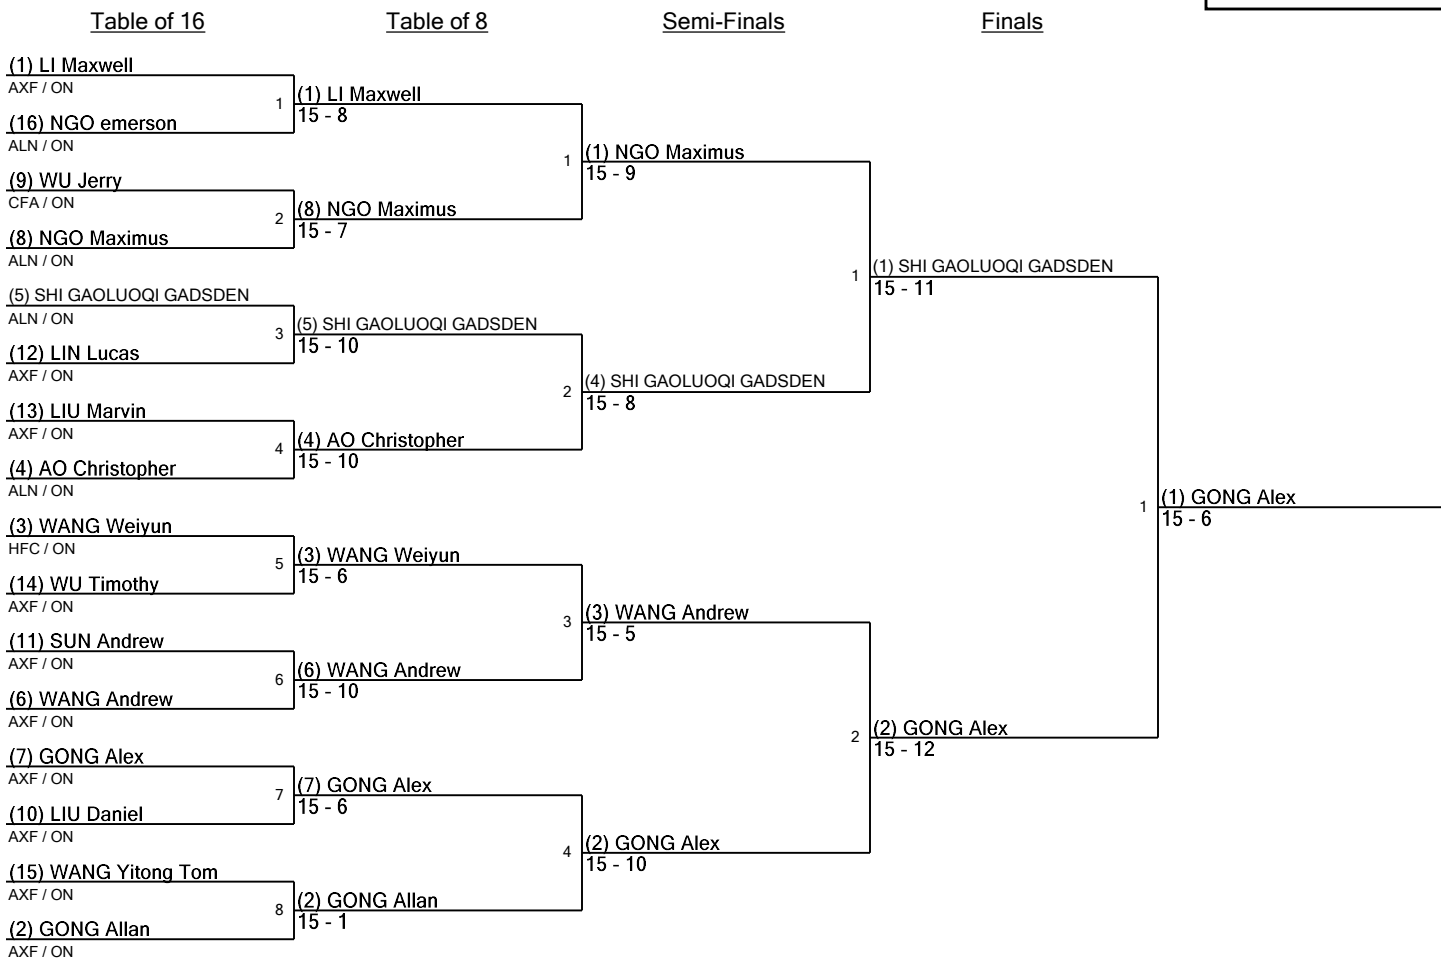 Table of 16
Table of 8
Semi-Finals
Finals
(1) LI Maxwell
AXF / ON
1
(16) NGO emerson
ALN / ON
(9) WU Jerry
CFA / ON
2
(8) NGO Maximus
ALN / ON
(5) SHI GAOLUOQI GADSDEN
ALN / ON
3
(12) LIN Lucas
AXF / ON
(13) LIU Marvin
AXF / ON
4
(4) AO Christopher
ALN / ON
(3) WANG Weiyun
HFC / ON
5
(14) WU Timothy
AXF / ON
(11) SUN Andrew
AXF / ON
6
(6) WANG Andrew
AXF / ON
(7) GONG Alex
AXF / ON
7
(10) LIU Daniel
AXF / ON
(15) WANG Yitong Tom
AXF / ON
8
(2) GONG Allan
AXF / ON
(1) LI Maxwell
15 - 8
1
(8) NGO Maximus
15 - 7
(5) SHI GAOLUOQI GADSDEN
15 - 10
2
(4) AO Christopher
15 - 10
(3) WANG Weiyun
15 - 6
3
(6) WANG Andrew
15 - 10
(7) GONG Alex
15 - 6
4
(2) GONG Allan
15 - 1
(1) NGO Maximus
15 - 9
1
(4) SHI GAOLUOQI GADSDEN
15 - 8
(3) WANG Andrew
15 - 5
2
(2) GONG Alex
15 - 10
(1) SHI GAOLUOQI GADSDEN
15 - 11
1
(2) GONG Alex
15 - 12
(1) GONG Alex
15 - 6